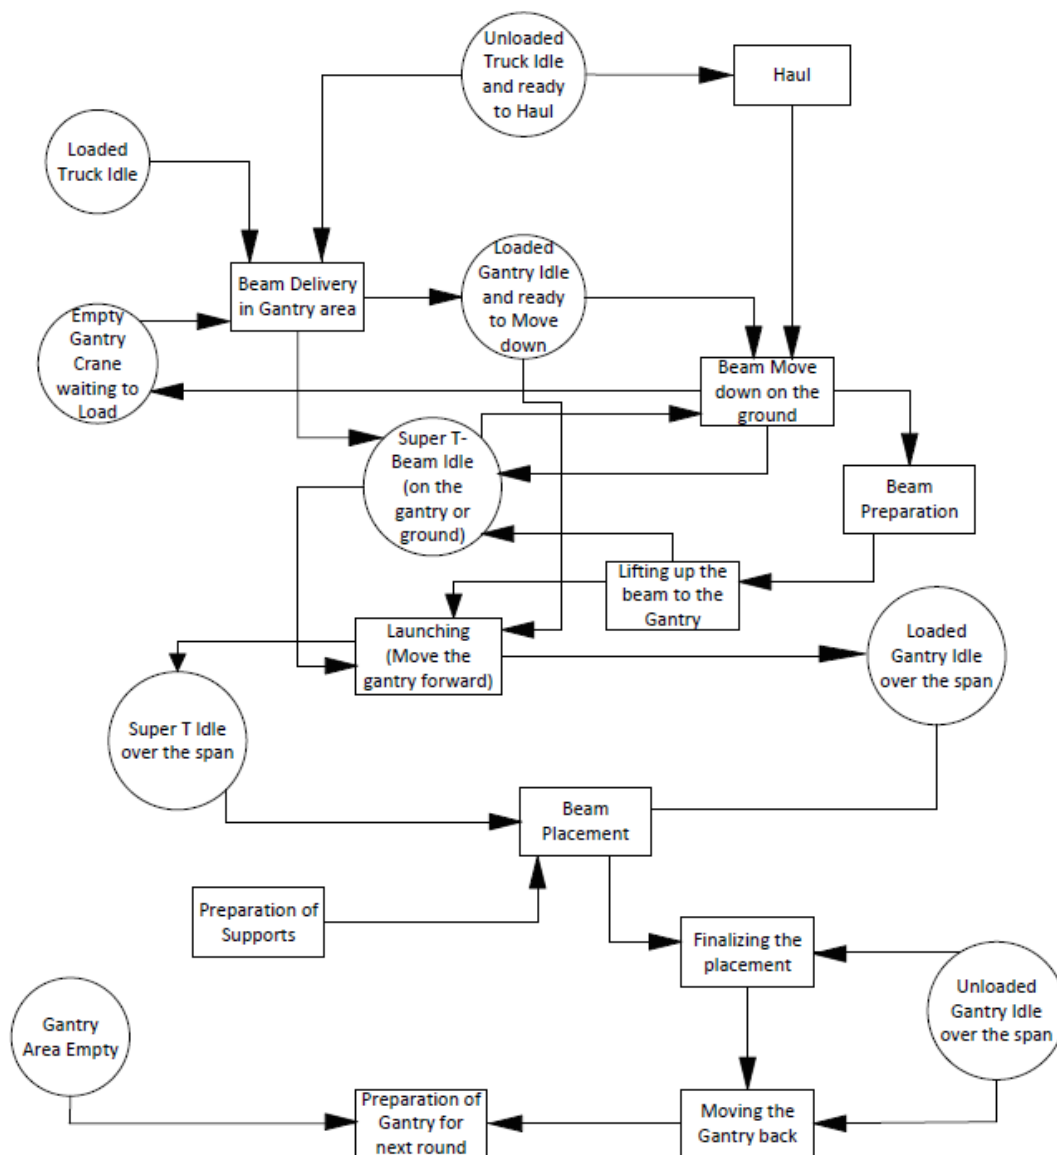 Unloaded
Truck Idle
and ready
to Haul
Haul
Loaded
Truck Idle
Beam Delivery
in Gantry area
Loaded
Gantry Idle
and ready
to Move
down
Empty
Gantry
Crane
waiting to
Load
Beam Move
down on the
ground
Super T-
Beam Idle
(on the
gantry or
ground)
Beam
Preparation
Lifting up the
beam to the
Gantry
Launching
(Move the
gantry forward)
Loaded
Gantry Idle
over the span
Super T Idle
over the span
Beam
Placement
Preparation of
Supports
Finalizing the
placement
Unloaded
Gantry Idle
over the span
Gantry
Area Empty
Preparation of
Gantry for
next round
Moving the
Gantry back